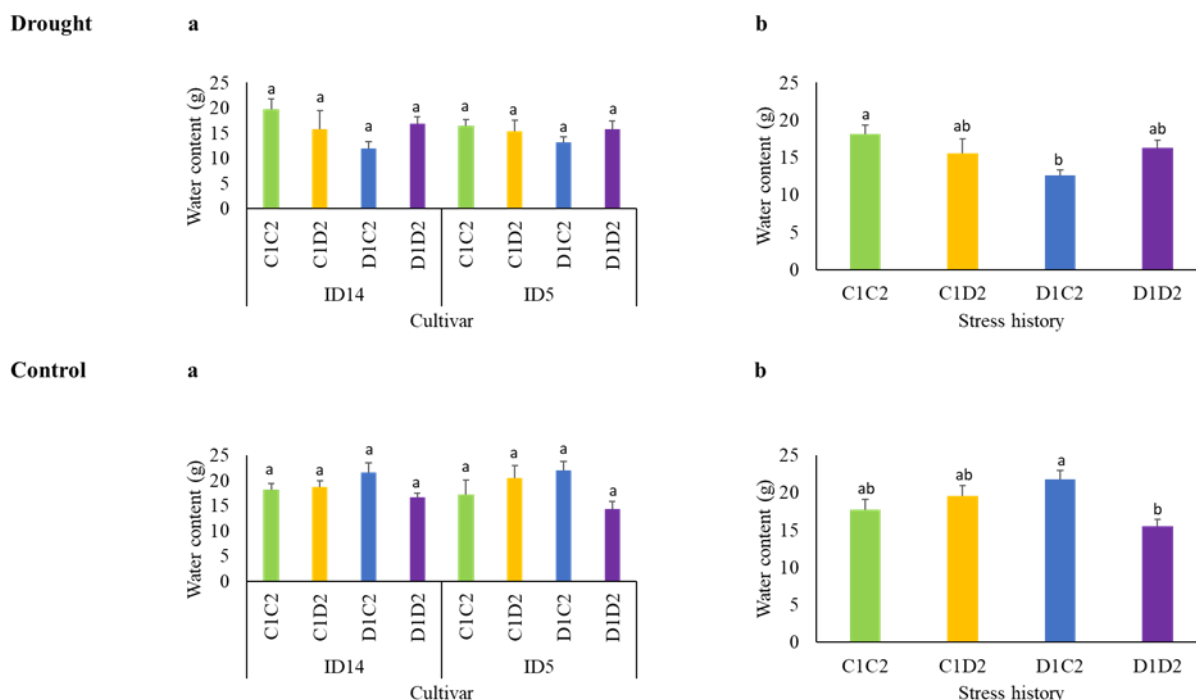 Drought
a
Water content (g)
25
20
15
10
5
0
a a a a a a a a
C1C2 C1D2 D1C2 D1D2 C1C2 C1D2 D1C2 D1D2
ID14 ID5
Cultivar
b
Water content (g)
25
20
15
10
5
0
a ab b ab
C1C2 C1D2 D1C2 D1D2
Stress history
Control
a
Water content (g)
25
20
15
10
5
0
a a a a a a a a
C1C2 C1D2 D1C2 D1D2 C1C2 C1D2 D1C2 D1D2
ID14 ID5
Cultivar
b
Water content (g)
25
20
15
10
5
0
ab ab a b
C1C2 C1D2 D1C2 D1D2
Stress history